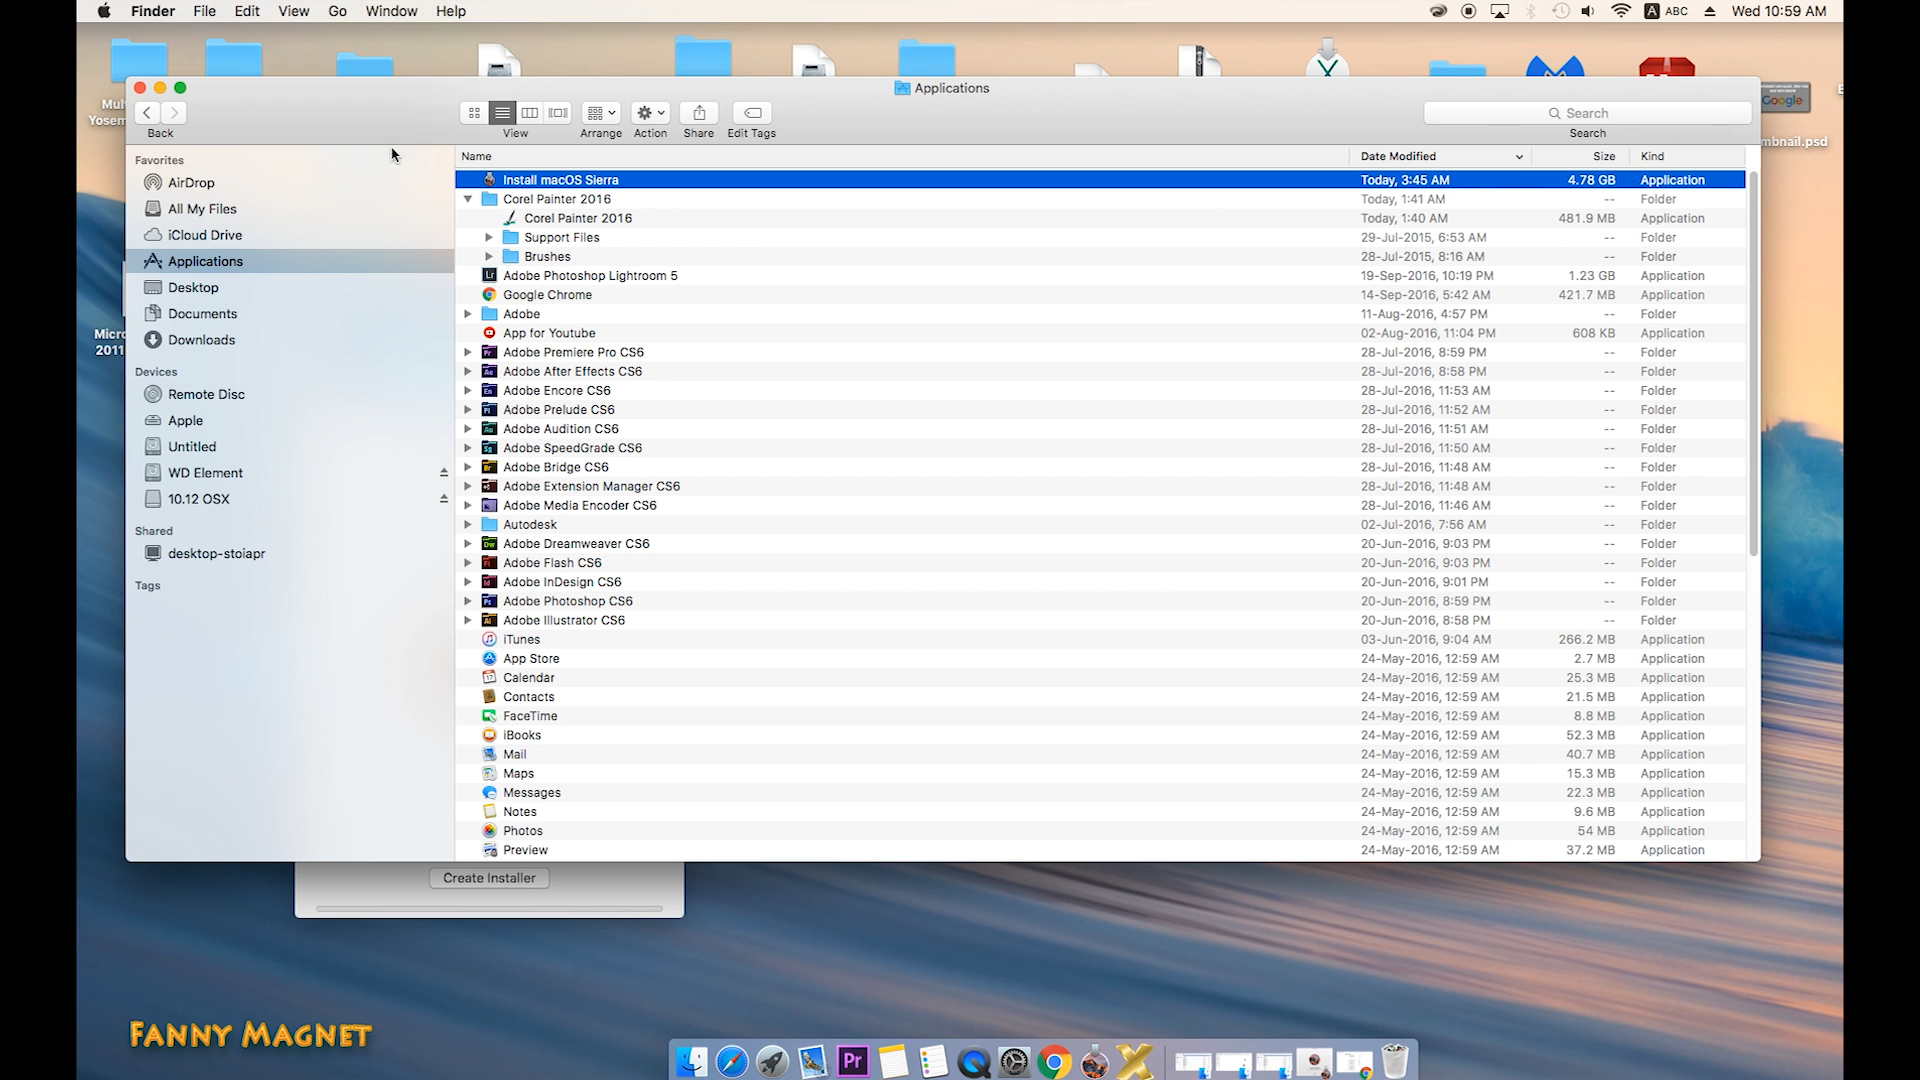 Finder File Edit View Go Window Help
A ABC Wed 10:59 AM
Applications
Back View Arrange Action Share Edit Tags Search
Search
Google
mbnail.psd
Mul
Yosem
Micro
2011
Favorites
AirDrop
All My Files
iCloud Drive
Applications
Desktop
Documents
Downloads
Devices
Remote Disc
Apple
Untitled
WD Element
10.12 OSX
Shared
desktop-stoiapr
Tags
Name Date Modified Size Kind
Install macOS Sierra Today, 3:45 AM 4.78 GB Application
Corel Painter 2016 Today, 1:41 AM -- Folder
Corel Painter 2016 Today, 1:40 AM 481.9 MB Application
Support Files 29-Jul-2015, 6:53 AM -- Folder
Brushes 28-Jul-2015, 8:16 AM -- Folder
Lr Adobe Photoshop Lightroom 5 19-Sep-2016, 10:19 PM 1.23 GB Application
Google Chrome 14-Sep-2016, 5:42 AM 421.7 MB Application
Adobe 11-Aug-2016, 4:57 PM -- Folder
App for Youtube 02-Aug-2016, 11:04 PM 608 KB Application
Adobe Premiere Pro CS6 28-Jul-2016, 8:59 PM -- Folder
Adobe After Effects CS6 28-Jul-2016, 8:58 PM -- Folder
Adobe Encore CS6 28-Jul-2016, 11:53 AM -- Folder
Adobe Prelude CS6 28-Jul-2016, 11:52 AM -- Folder
Adobe Audition CS6 28-Jul-2016, 11:51 AM -- Folder
Adobe SpeedGrade CS6 28-Jul-2016, 11:50 AM -- Folder
Adobe Bridge CS6 28-Jul-2016, 11:48 AM -- Folder
Adobe Extension Manager CS6 28-Jul-2016, 11:48 AM -- Folder
Adobe Media Encoder CS6 28-Jul-2016, 11:46 AM -- Folder
Autodesk 02-Jul-2016, 7:56 AM -- Folder
Adobe Dreamweaver CS6 20-Jun-2016, 9:03 PM -- Folder
Adobe Flash CS6 20-Jun-2016, 9:03 PM -- Folder
Adobe InDesign CS6 20-Jun-2016, 9:01 PM -- Folder
Adobe Photoshop CS6 20-Jun-2016, 8:59 PM -- Folder
Adobe Illustrator CS6 20-Jun-2016, 8:58 PM -- Folder
iTunes 03-Jun-2016, 9:04 AM 266.2 MB Application
App Store 24-May-2016, 12:59 AM 2.7 MB Application
Calendar 24-May-2016, 12:59 AM 25.3 MB Application
Contacts 24-May-2016, 12:59 AM 21.5 MB Application
FaceTime 24-May-2016, 12:59 AM 8.8 MB Application
iBooks 24-May-2016, 12:59 AM 52.3 MB Application
Mail 24-May-2016, 12:59 AM 40.7 MB Application
Maps 24-May-2016, 12:59 AM 15.3 MB Application
Messages 24-May-2016, 12:59 AM 22.3 MB Application
Notes 24-May-2016, 12:59 AM 9.6 MB Application
Photos 24-May-2016, 12:59 AM 54 MB Application
Preview 24-May-2016, 12:59 AM 37.2 MB Application
Create Installer
Fanny Magnet
Pr